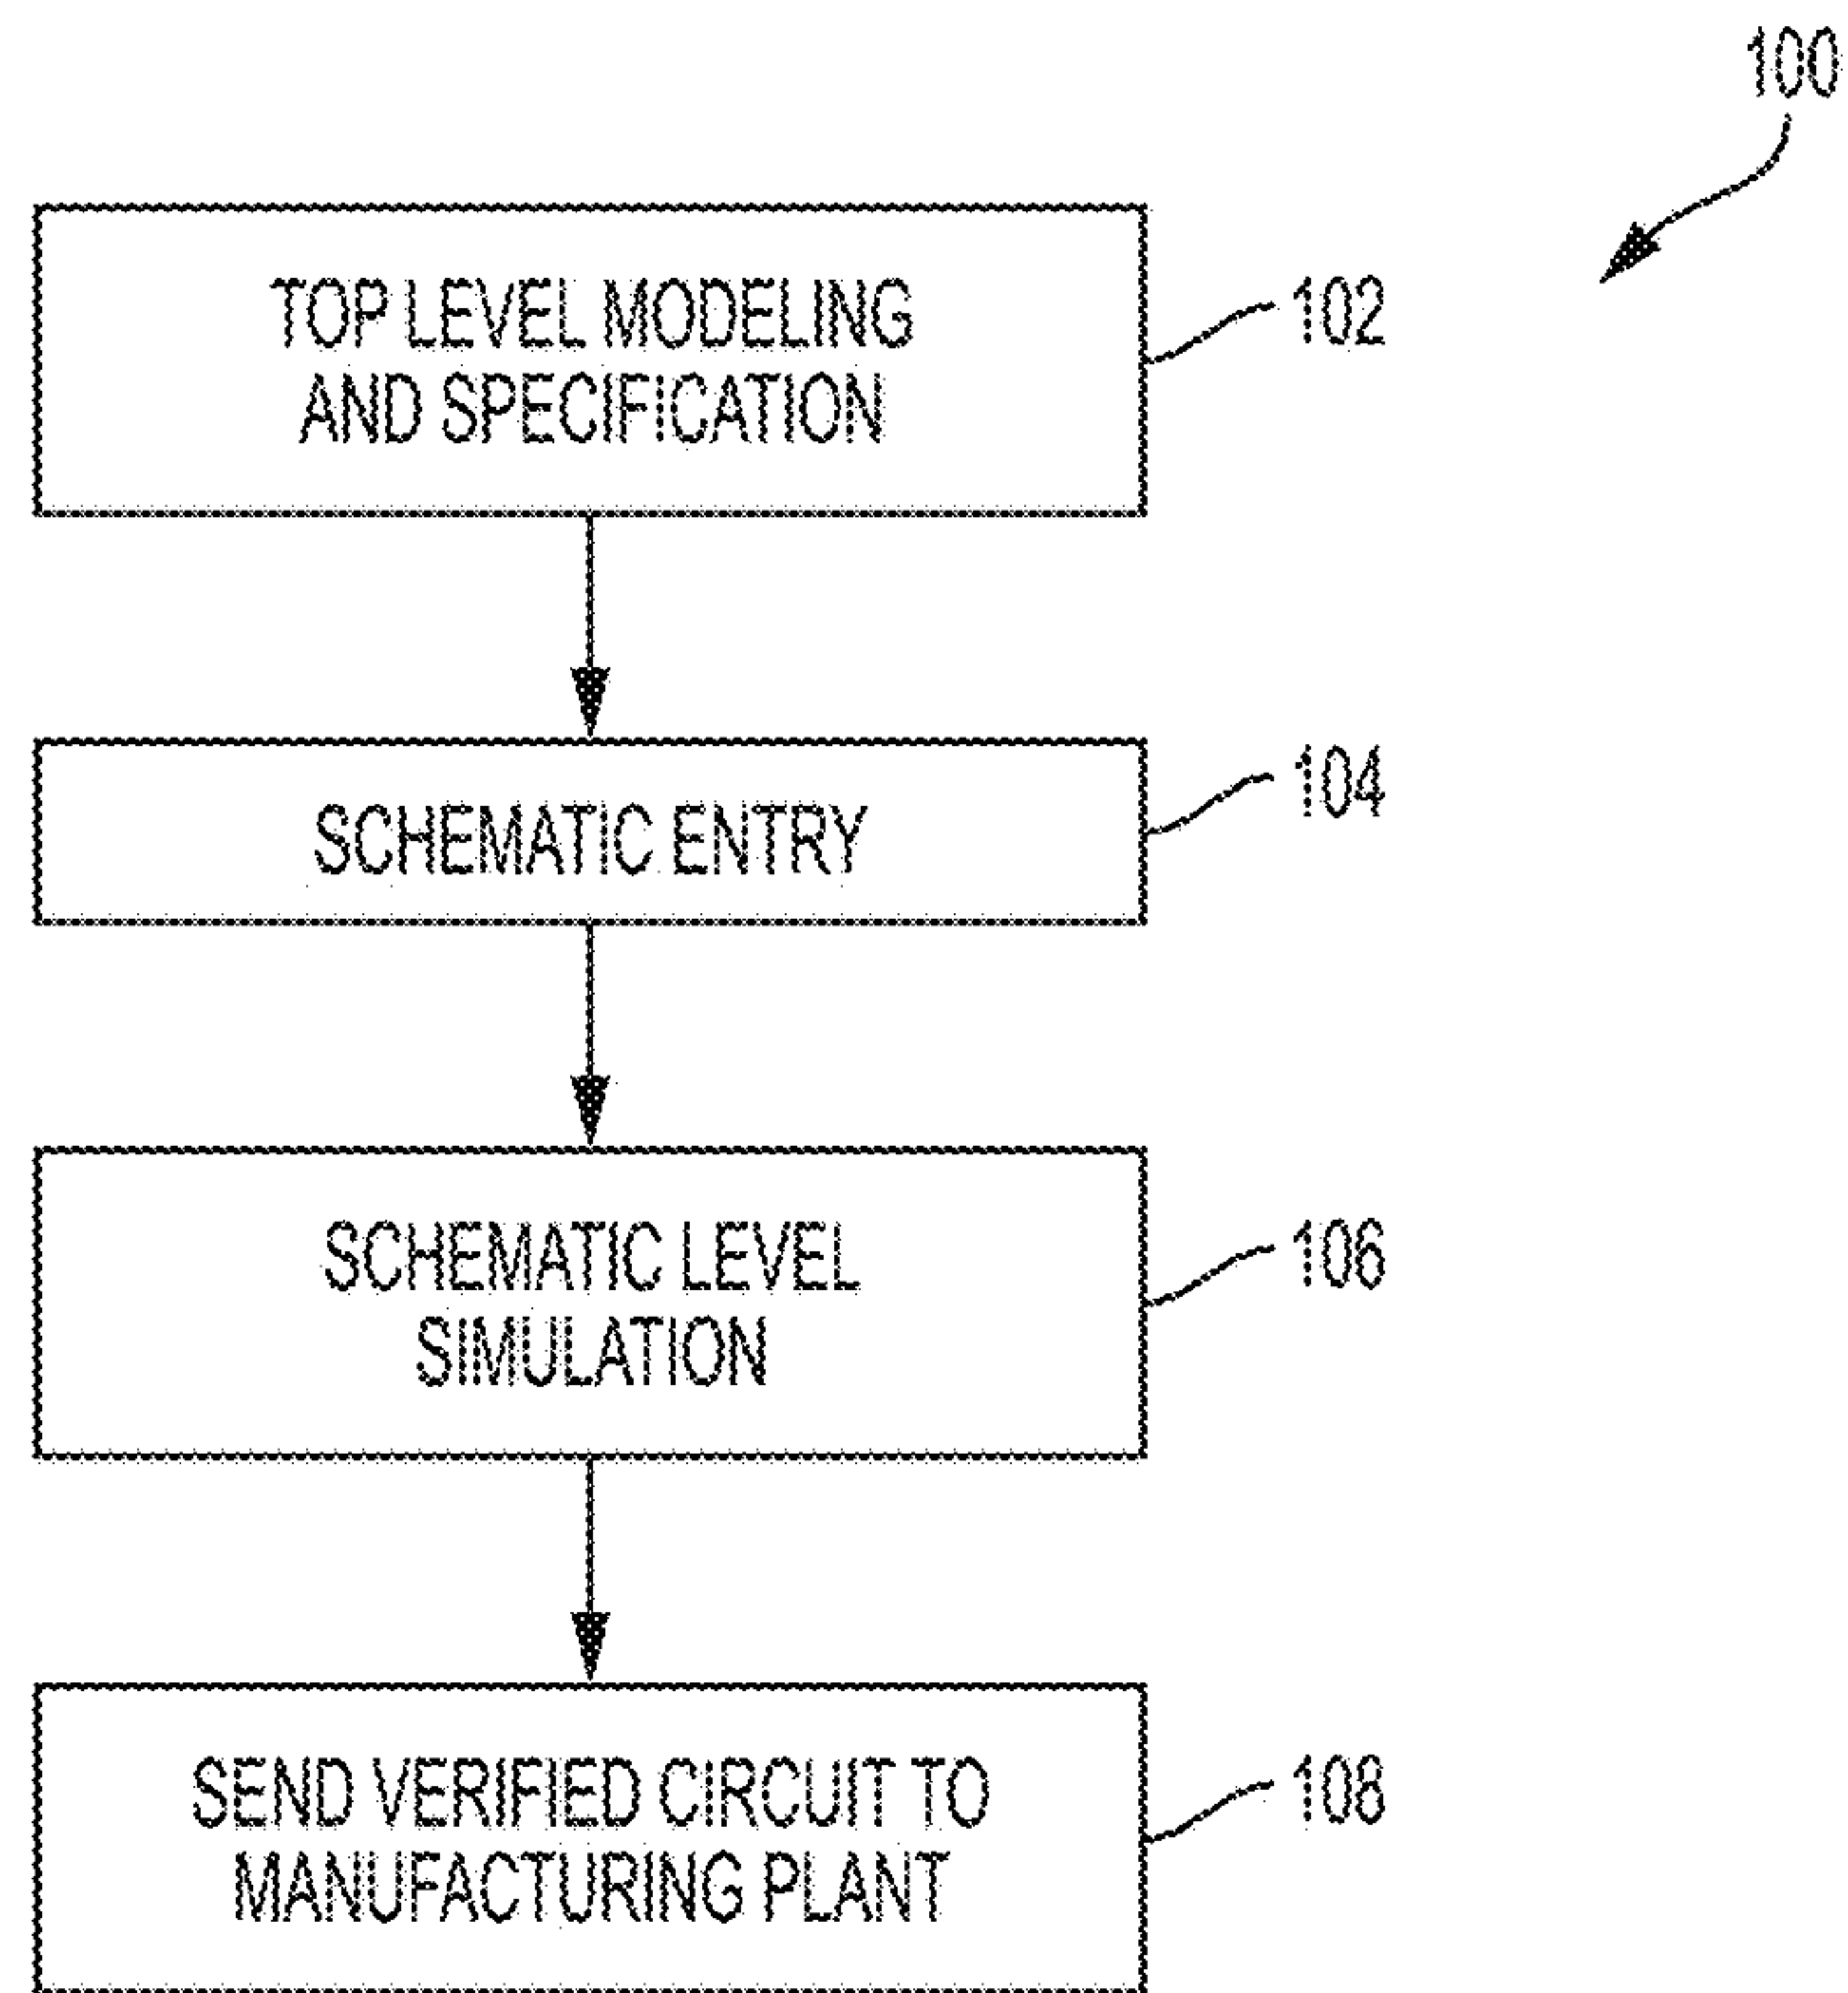 100
TOP LEVEL MODELING
AND SPECIFICATION
102
SCHEMATIC ENTRY
104
SCHEMATIC LEVEL
SIMULATION
106
SEND VERIFIED CIRCUIT TO
MANUFACTURING PLANT
108